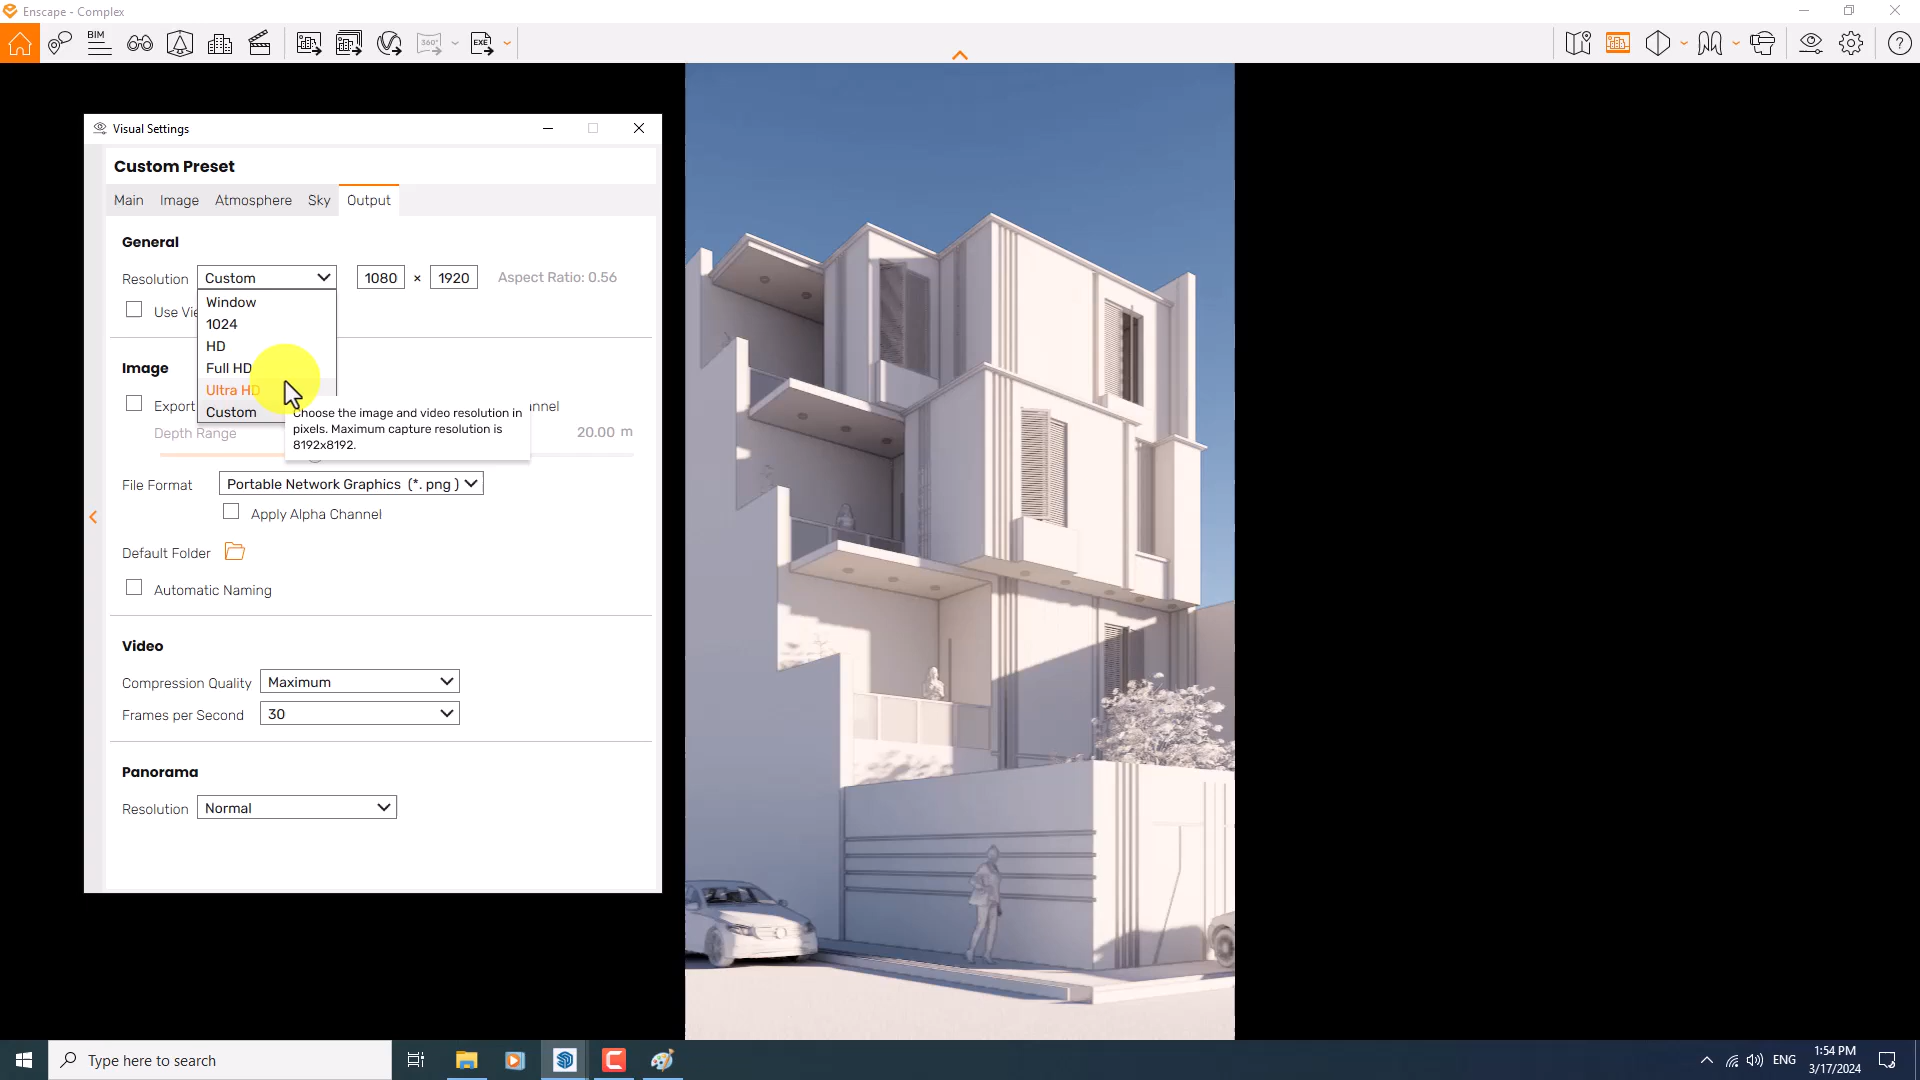 Enscape - Complex
BIM
360°
EXE
Visual Settings
Custom Preset
Main Image Atmosphere Sky Output
General
Resolution Custom 1080 × 1920 Aspect Ratio: 0.56
Window
Use Vie
1024
HD
Full HD
Image
Ultra HD
Export
Custom
nnel
Choose the image and video resolution in
pixels. Maximum capture resolution is
8192x8192.
Depth Range 20.00 m
File Format Portable Network Graphics (*. png )
Apply Alpha Channel
Default Folder
Automatic Naming
Video
Compression Quality Maximum
Frames per Second 30
Panorama
Resolution Normal
Type here to search
ENG
1:54 PM
3/17/2024